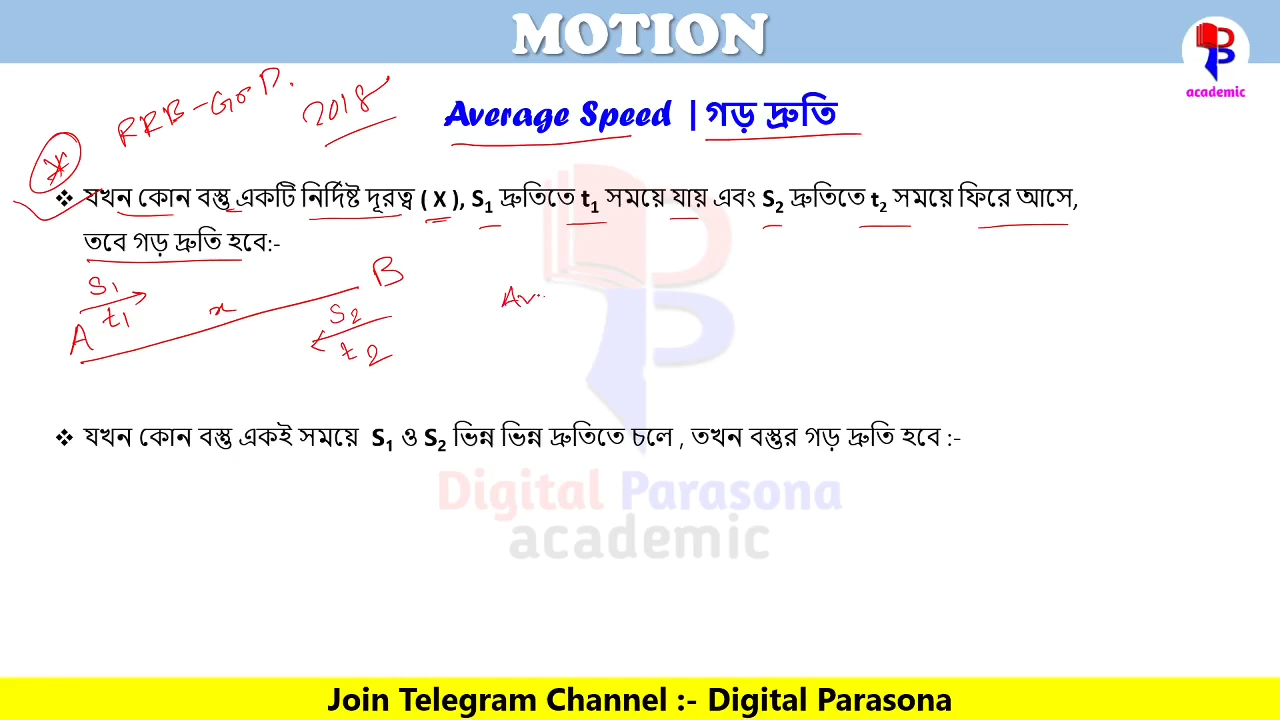 MOTION
academic
RRB-Group D.
2018
Average Speed | গড় দ্রুতি
❖ যখন কোন বস্তু একটি নির্দিষ্ট দূরত্ব ( X ), S₁ দ্রুতিতে t₁ সময়ে যায় এবং S₂ দ্রুতিতে t₂ সময়ে ফিরে আসে,
তবে গড় দ্রুতি হবে:-
S₁
t₁
A
x
B
S₂
t₂
Av..
❖ যখন কোন বস্তু একই সময়ে S₁ ও S₂ ভিন্ন ভিন্ন দ্রুতিতে চলে , তখন বস্তুর গড় দ্রুতি হবে :-
Digital Parasona
academic
Join Telegram Channel :- Digital Parasona